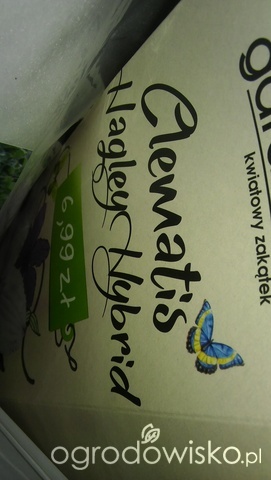 kwiatowy zakątek
Clematis
Hagley Hybrid
6,99 zł
ogrodowisko.pl